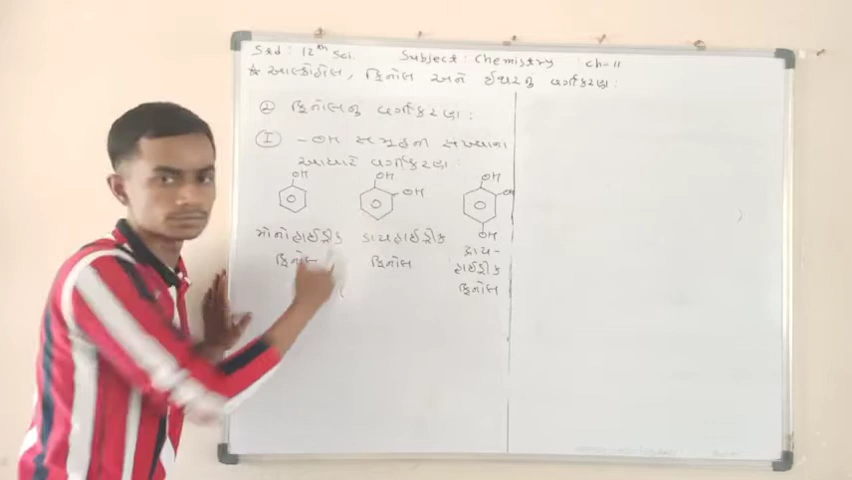 Std : 12th Sci. Subject : Chemistry ch-11
* આલ્કોહોલ, ફિનોલ અને ઈથરનુ વર્ગીકરણ :
② ફિનોલનુ વર્ગીકરણ :
Ⓘ -OH સમૂહની સંખ્યાના
આધારે વર્ગીકરણ :
OH OH OH
OH OH
OH
મોનોહાઈડ્રીક ડાયહાઈડ્રીક ટ્રાય-
ફિનોલ ફિનોલ હાઈડ્રીક
ફિનોલ